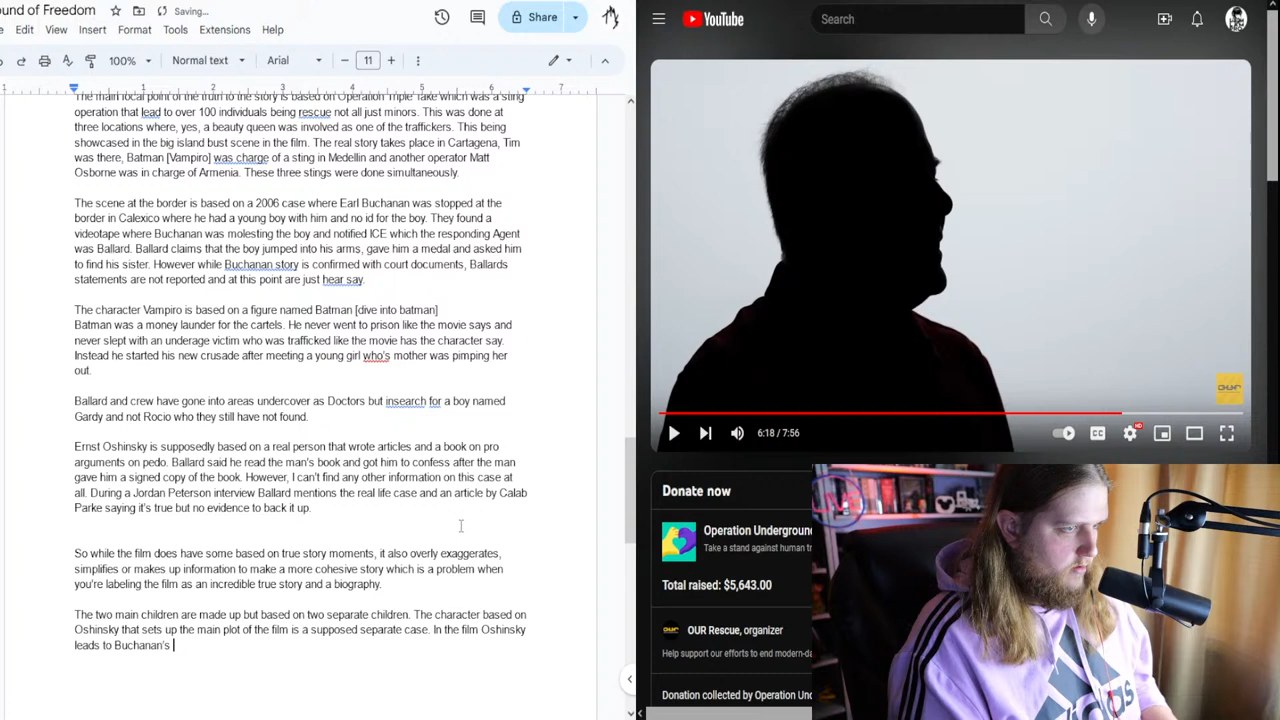 ound of Freedom
Saving...
Edit View Insert Format Tools Extensions Help
Share
100%
Normal text
Arial
11
1 1 2 3 4 5 6 7
The main focal point of the truth to the story is based on Operation Triple Take which was a sting
operation that lead to over 100 individuals being rescue not all just minors. This was done at
three locations where, yes, a beauty queen was involved as one of the traffickers. This being
showcased in the big island bust scene in the film. The real story takes place in Cartagena, Tim
was there, Batman [Vampiro] was charge of a sting in Medellin and another operator Matt
Osborne was in charge of Armenia. These three stings were done simultaneously.
The scene at the border is based on a 2006 case where Earl Buchanan was stopped at the
border in Calexico where he had a young boy with him and no id for the boy. They found a
videotape where Buchanan was molesting the boy and notified ICE which the responding Agent
was Ballard. Ballard claims that the boy jumped into his arms, gave him a medal and asked him
to find his sister. However while Buchanan story is confirmed with court documents, Ballards
statements are not reported and at this point are just hear say.
The character Vampiro is based on a figure named Batman [dive into batman]
Batman was a money launder for the cartels. He never went to prison like the movie says and
never slept with an underage victim who was trafficked like the movie has the character say.
Instead he started his new crusade after meeting a young girl who's mother was pimping her
out.
Ballard and crew have gone into areas undercover as Doctors but insearch for a boy named
Gardy and not Rocio who they still have not found.
Ernst Oshinsky is supposedly based on a real person that wrote articles and a book on pro
arguments on pedo. Ballard said he read the man's book and got him to confess after the man
gave him a signed copy of the book. However, I can't find any other information on this case at
all. During a Jordan Peterson interview Ballard mentions the real life case and an article by Calab
Parke saying it's true but no evidence to back it up.
So while the film does have some based on true story moments, it also overly exaggerates,
simplifies or makes up information to make a more cohesive story which is a problem when
you're labeling the film as an incredible true story and a biography.
The two main children are made up but based on two separate children. The character based on
Oshinsky that sets up the main plot of the film is a supposed separate case. In the film Oshinsky
leads to Buchanan's
YouTube
Search
OUR
6:18 / 7:56
HD
Donate now
Operation Undergroun
Take a stand against human tr
Total raised: $5,643.00
OUR Rescue, organizer
Help support our efforts to end modern-da
Donation collected by Operation Un